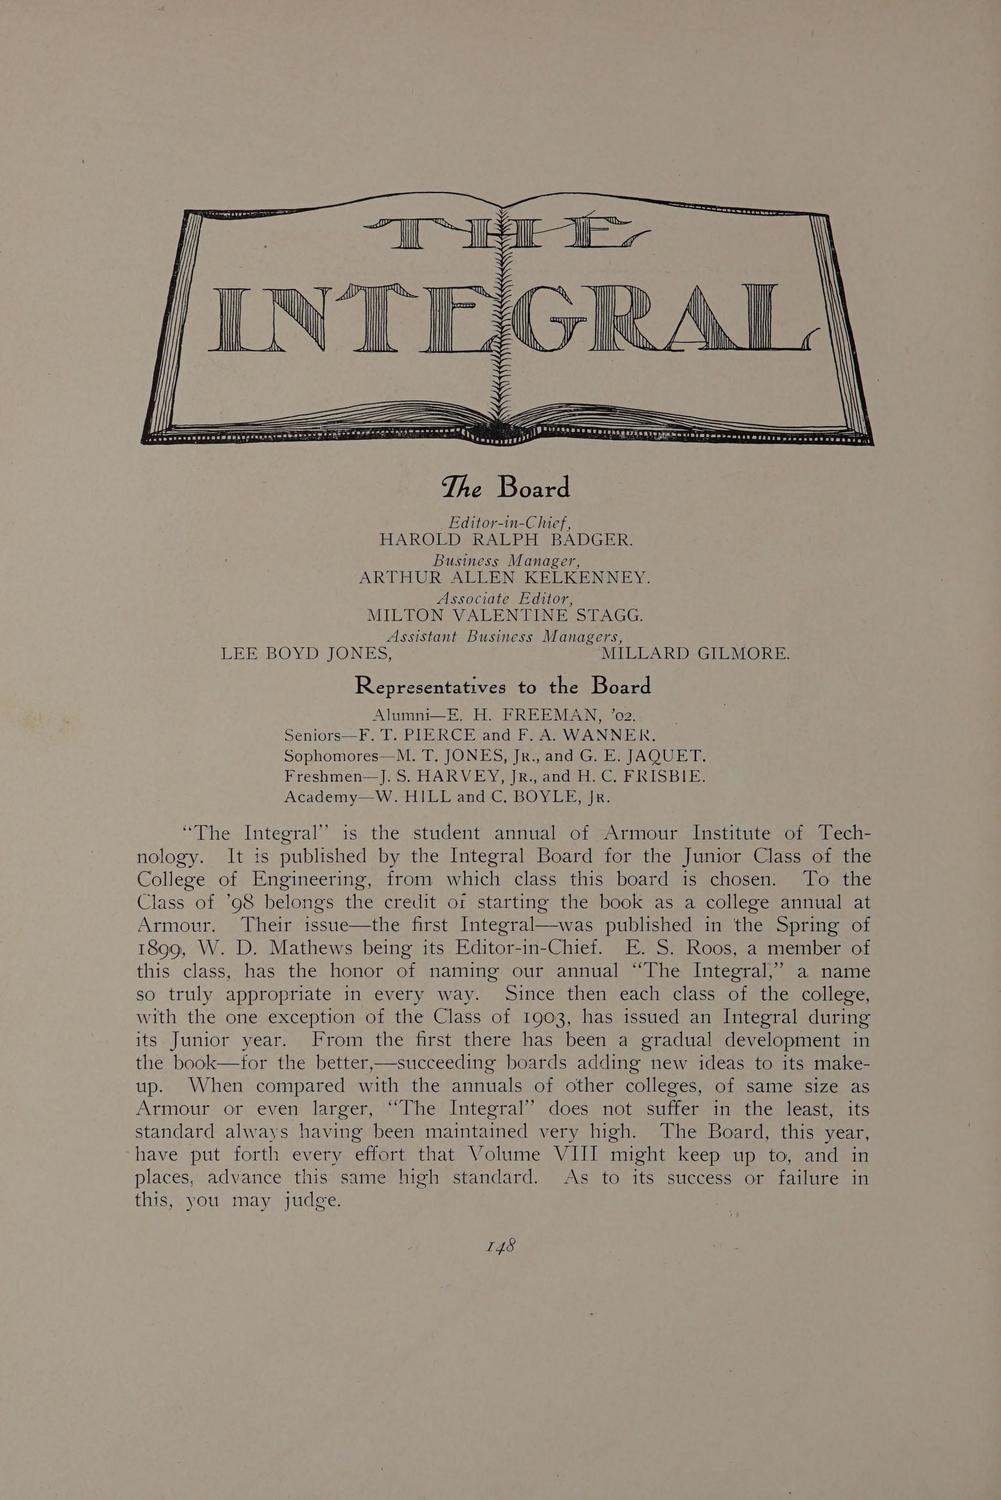 THE
INTEGRAL
The Board
Editor-in-Chief,
HAROLD RALPH BADGER.
Business Manager,
ARTHUR ALLEN KELKENNEY.
Associate Editor,
MILTON VALENTINE STAGG.
Assistant Business Managers,
LEE BOYD JONES, MILLARD GILMORE.
Representatives to the Board
Alumni—E. H. FREEMAN, ’02.
Seniors—F. T. PIERCE and F. A. WANNER.
Sophomores—M. T. JONES, JR., and G. E. JAQUET.
Freshmen—J. S. HARVEY, JR., and H. C. FRISBIE.
Academy—W. HILL and C. BOYLE, JR.
“The Integral” is the student annual of Armour Institute of Tech-
nology. It is published by the Integral Board for the Junior Class of the
College of Engineering, from which class this board is chosen. To the
Class of ’98 belongs the credit of starting the book as a college annual at
Armour. Their issue—the first Integral—was published in the Spring of
1899, W. D. Mathews being its Editor-in-Chief. E. S. Roos, a member of
this class, has the honor of naming our annual “The Integral,” a name
so truly appropriate in every way. Since then each class of the college,
with the one exception of the Class of 1903, has issued an Integral during
its Junior year. From the first there has been a gradual development in
the book—for the better,—succeeding boards adding new ideas to its make-
up. When compared with the annuals of other colleges, of same size as
Armour or even larger, “The Integral” does not suffer in the least, its
standard always having been maintained very high. The Board, this year,
have put forth every effort that Volume VIII might keep up to, and in
places, advance this same high standard. As to its success or failure in
this, you may judge.
148